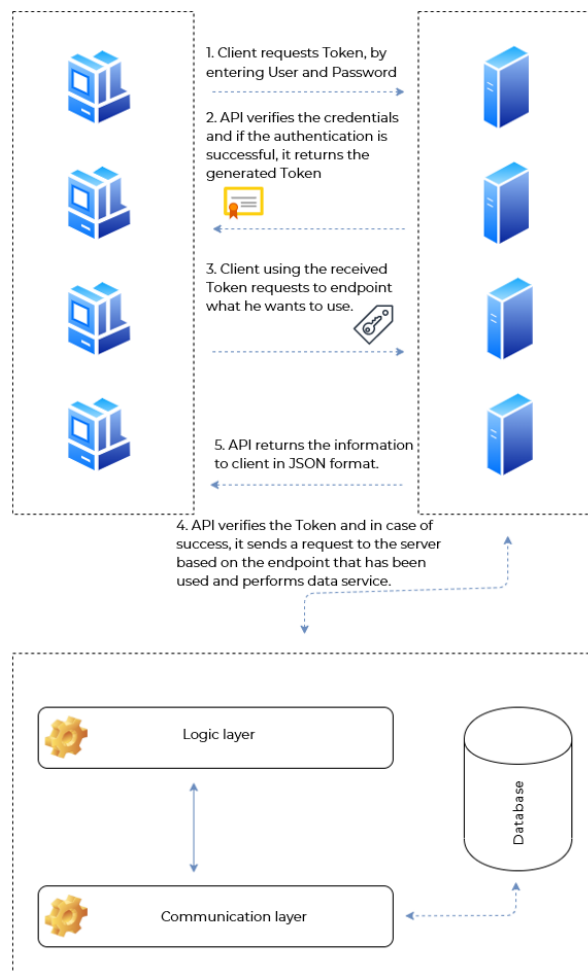 1. Client requests Token, by
entering User and Password
2. API verifies the credentials
and if the authentication is
successful, it returns the
generated Token
3. Client using the received
Token requests to endpoint
what he wants to use.
5. API returns the information
to client in JSON format.
4. API verifies the Token and in case of
success, it sends a request to the server
based on the endpoint that has been
used and performs data service.
Logic layer
Database
Communication layer